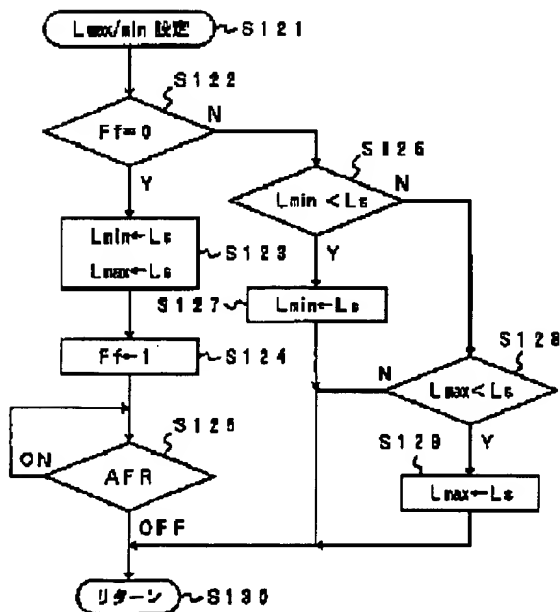 Lmax/min 設定
S121
S122
Ff=0
N
Y
S126
Lmin <Ls
N
Y
Lmin←Ls
Lmax←Ls
S123
S127
Lmin←Ls
Ff←1
S124
S128
N
Lmax<Ls
Y
S125
ON
AFR
OFF
S129
Lmax←Ls
リターン
S130